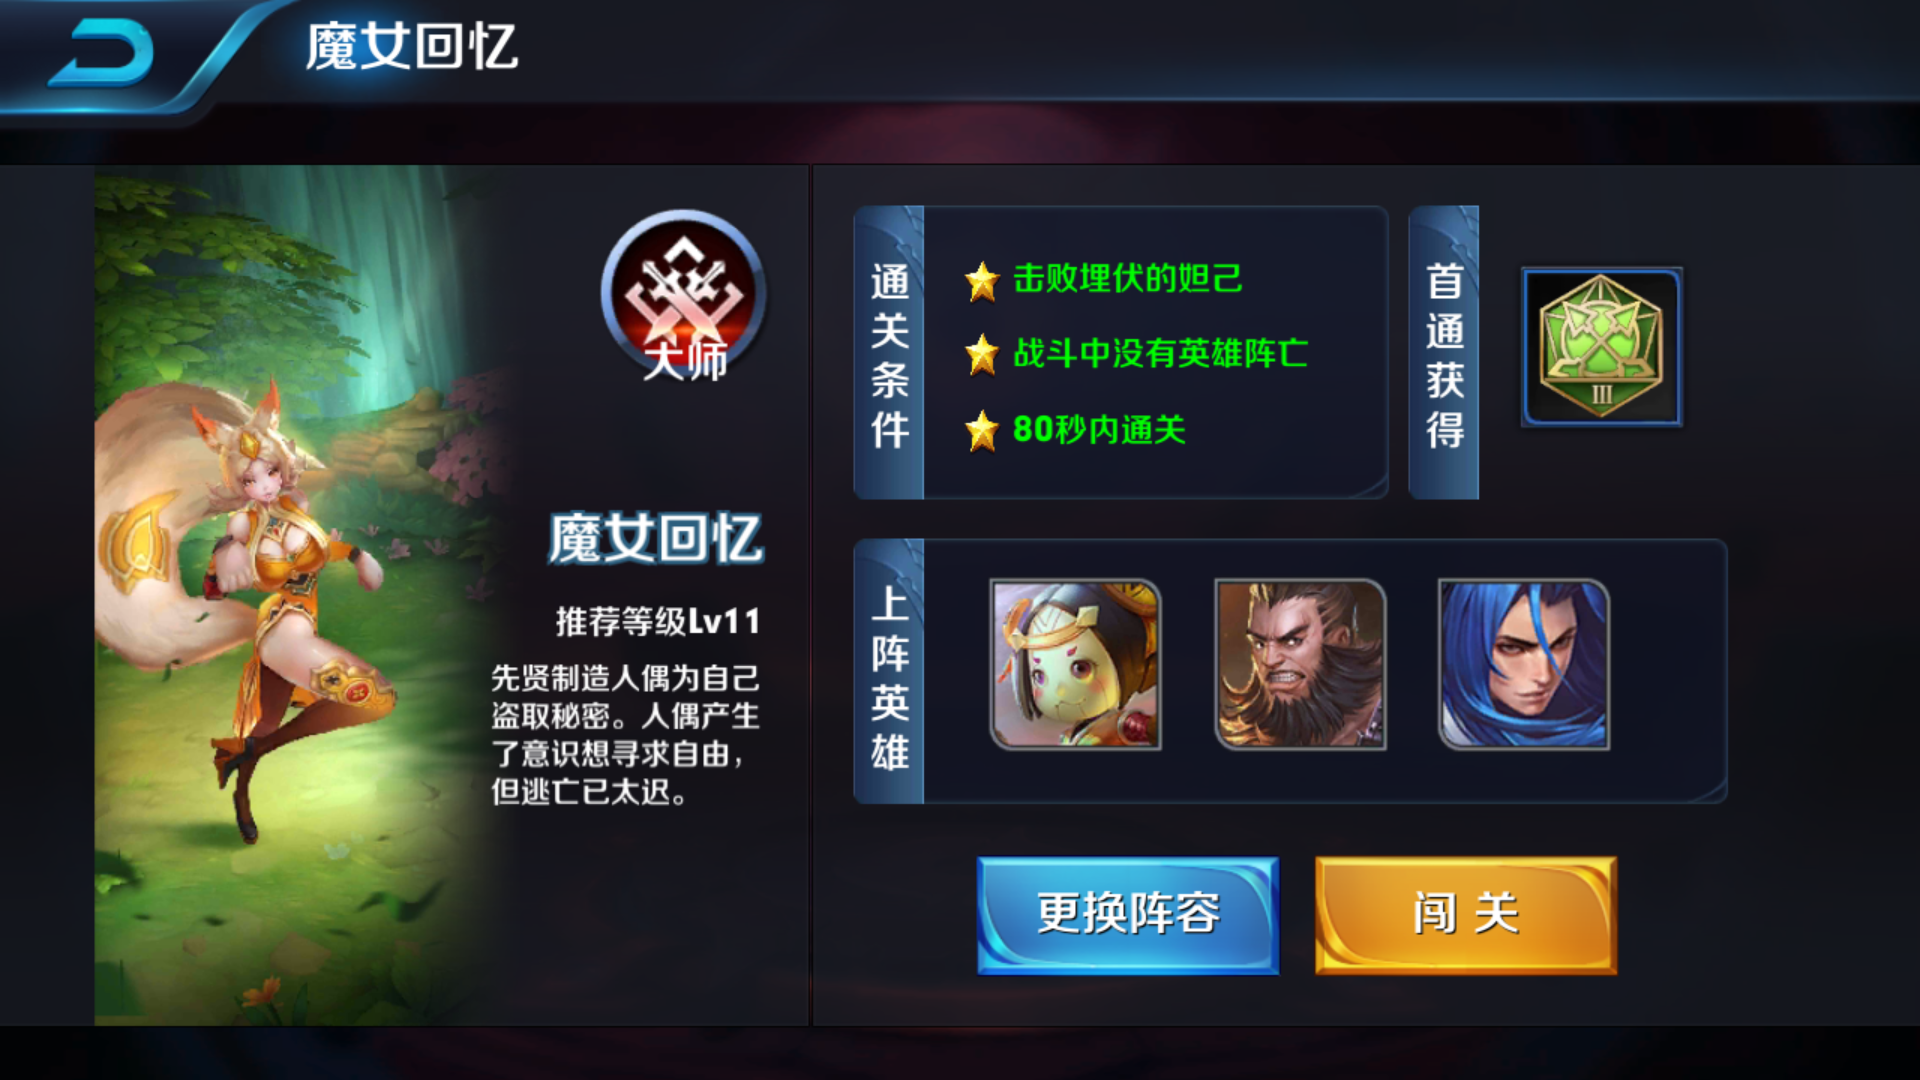 魔女回忆
大师
魔女回忆
推荐等级Lv11
先贤制造人偶为自己
盗取秘密。人偶产生
了意识想寻求自由，
但逃亡已太迟。
通关条件
击败埋伏的妲己
战斗中没有英雄阵亡
80秒内通关
首通获得
III
上阵英雄
更换阵容
闯关